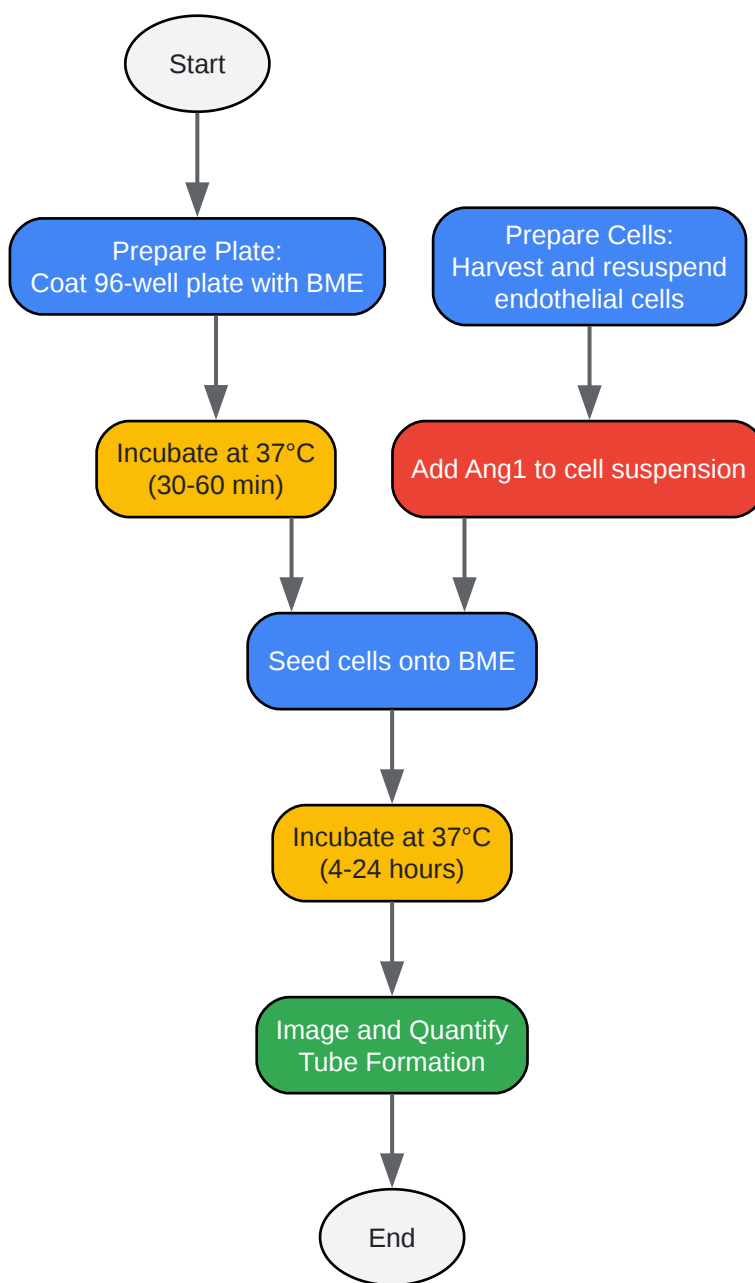 Start
Prepare Plate:
Coat 96-well plate with BME
Prepare Cells:
Harvest and resuspend
endothelial cells
Incubate at 37°C
(30-60 min)
Add Ang1 to cell suspension
Seed cells onto BME
Incubate at 37°C
(4-24 hours)
Image and Quantify
Tube Formation
End